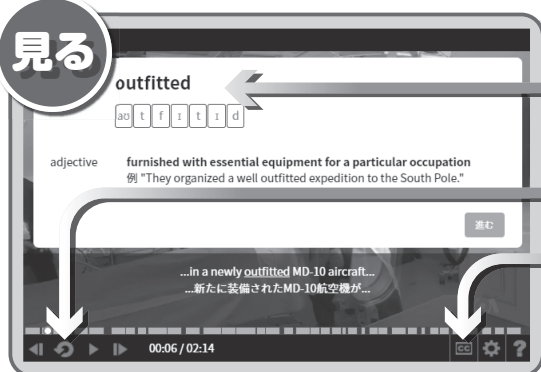 見る
outfitted
aʊ t f ɪ t ɪ d
adjective
furnished with essential equipment for a particular occupation
例 "They organized a well outfitted expedition to the South Pole."
進む
...in a newly outfitted MD-10 aircraft...
...新たに装備されたMD-10航空機が...
00:06 / 02:14
CC
?